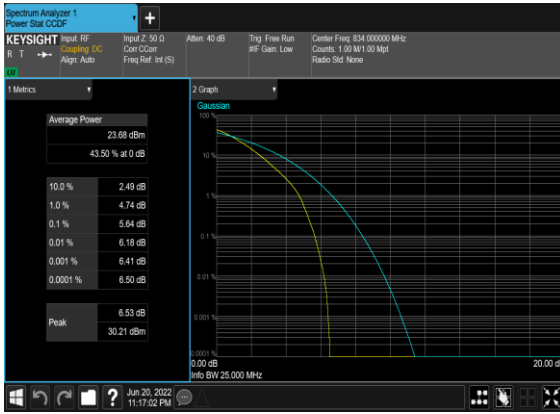 Spectrum Analyzer 1
Power Stat CCDF
KEYSIGHT
R T
LV
Input: RF
Coupling: DC
Align: Auto
Input Z: 50 Ω
Corr CCorr
Freq Ref: Int (S)
Atten: 40 dB
Trig: Free Run
#IF Gain: Low
Center Freq: 834.000000 MHz
Counts: 1.00 M/1.00 Mpt
Radio Std: None
1 Metrics
Average Power
23.68 dBm
43.50 % at 0 dB
10.0 % 2.49 dB
1.0 % 4.74 dB
0.1 % 5.64 dB
0.01 % 6.18 dB
0.001 % 6.41 dB
0.0001 % 6.50 dB
Peak
6.53 dB
30.21 dBm
2 Graph
Gaussian
100 %
10 %
1 %
0.1 %
0.01 %
0.001 %
0.0001 %
0.00 dB
20.00 d
Info BW 25.000 MHz
?
Jun 20, 2022
11:17:02 PM